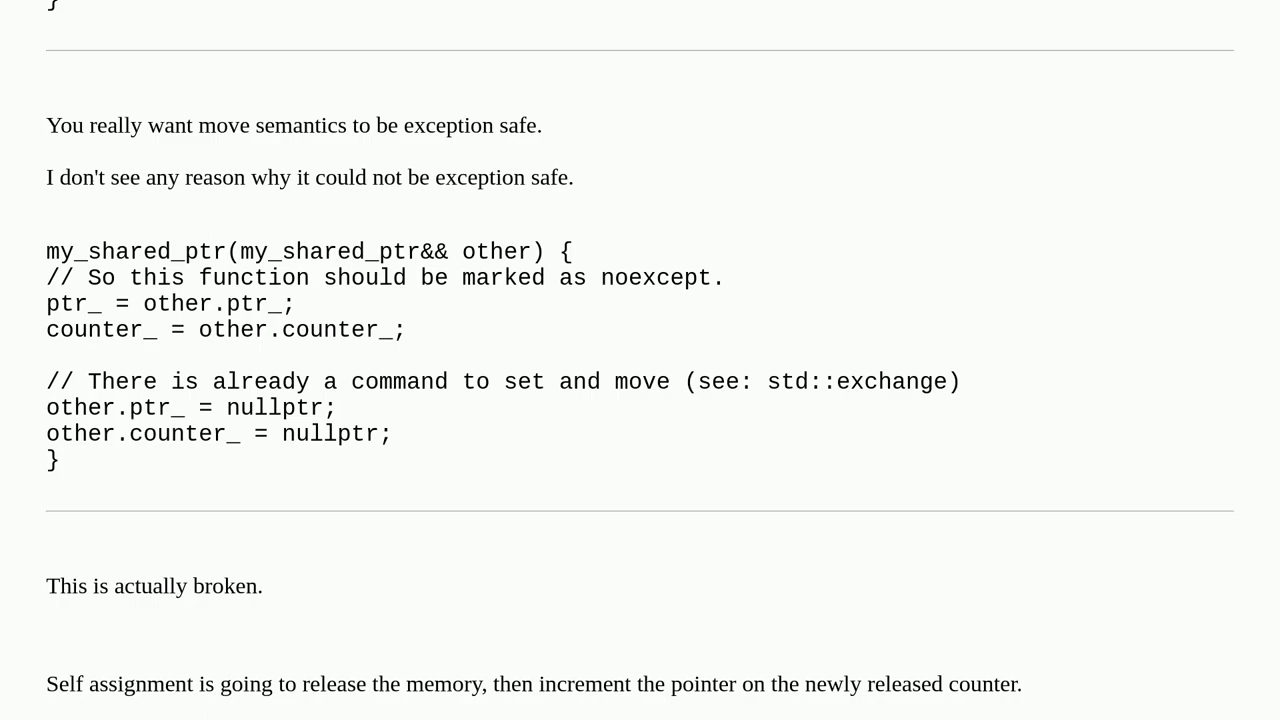 }
You really want move semantics to be exception safe.
I don't see any reason why it could not be exception safe.
my_shared_ptr(my_shared_ptr&& other) {
// So this function should be marked as noexcept.
ptr_ = other.ptr_;
counter_ = other.counter_;
// There is already a command to set and move (see: std::exchange)
other.ptr_ = nullptr;
other.counter_ = nullptr;
}
This is actually broken.
Self assignment is going to release the memory, then increment the pointer on the newly released counter.